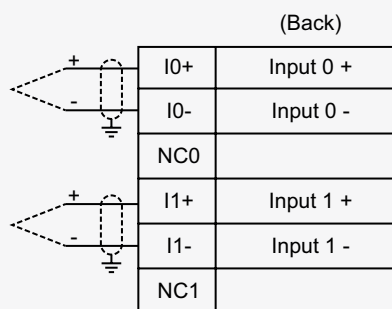 (Back)
+ I0+ Input 0 +
- I0- Input 0 -
NC0
+ I1+ Input 1 +
- I1- Input 1 -
NC1